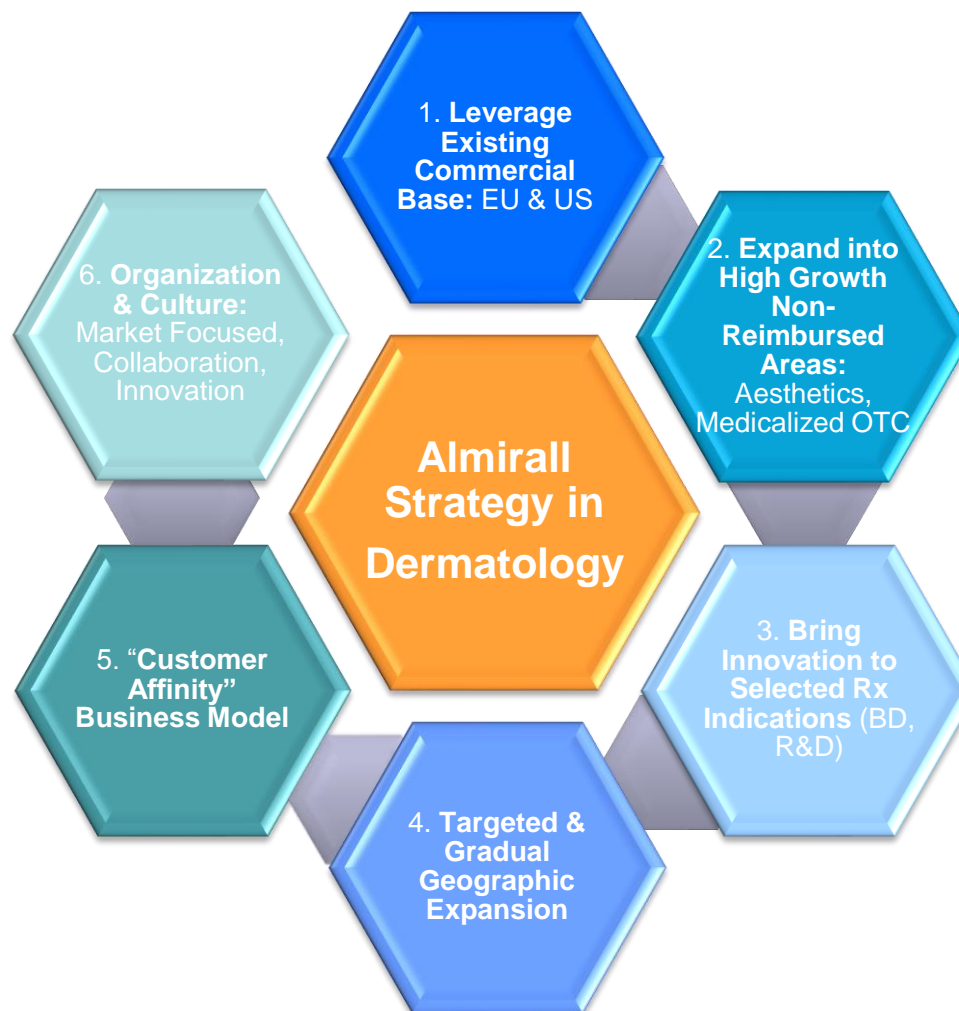 1. Leverage
Existing
Commercial
Base: EU & US
2. Expand into
High Growth
Non-
Reimbursed
Areas:
Aesthetics,
Medicalized OTC
3. Bring
Innovation to
Selected Rx
Indications (BD,
R&D)
4. Targeted &
Gradual
Geographic
Expansion
5. “Customer
Affinity”
Business Model
6. Organization
& Culture:
Market Focused,
Collaboration,
Innovation
Almirall
Strategy in
Dermatology